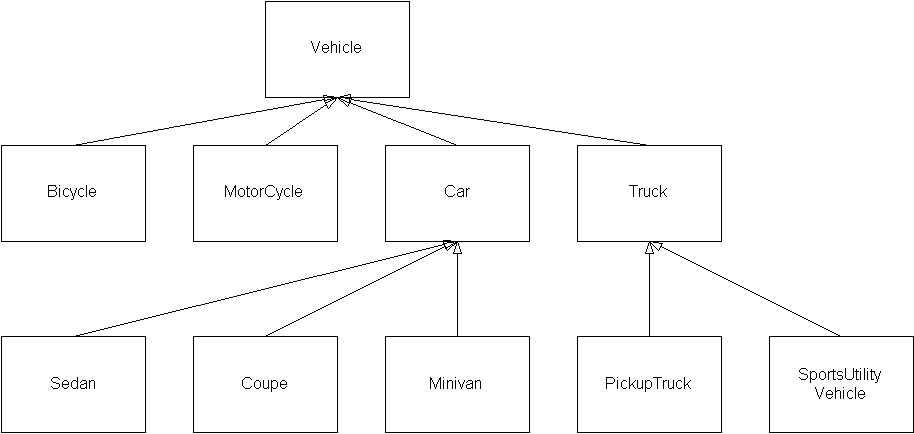 Vehicle
Bicycle
MotorCycle
Car
Truck
Sedan
Coupe
Minivan
PickupTruck
SportsUtility
Vehicle